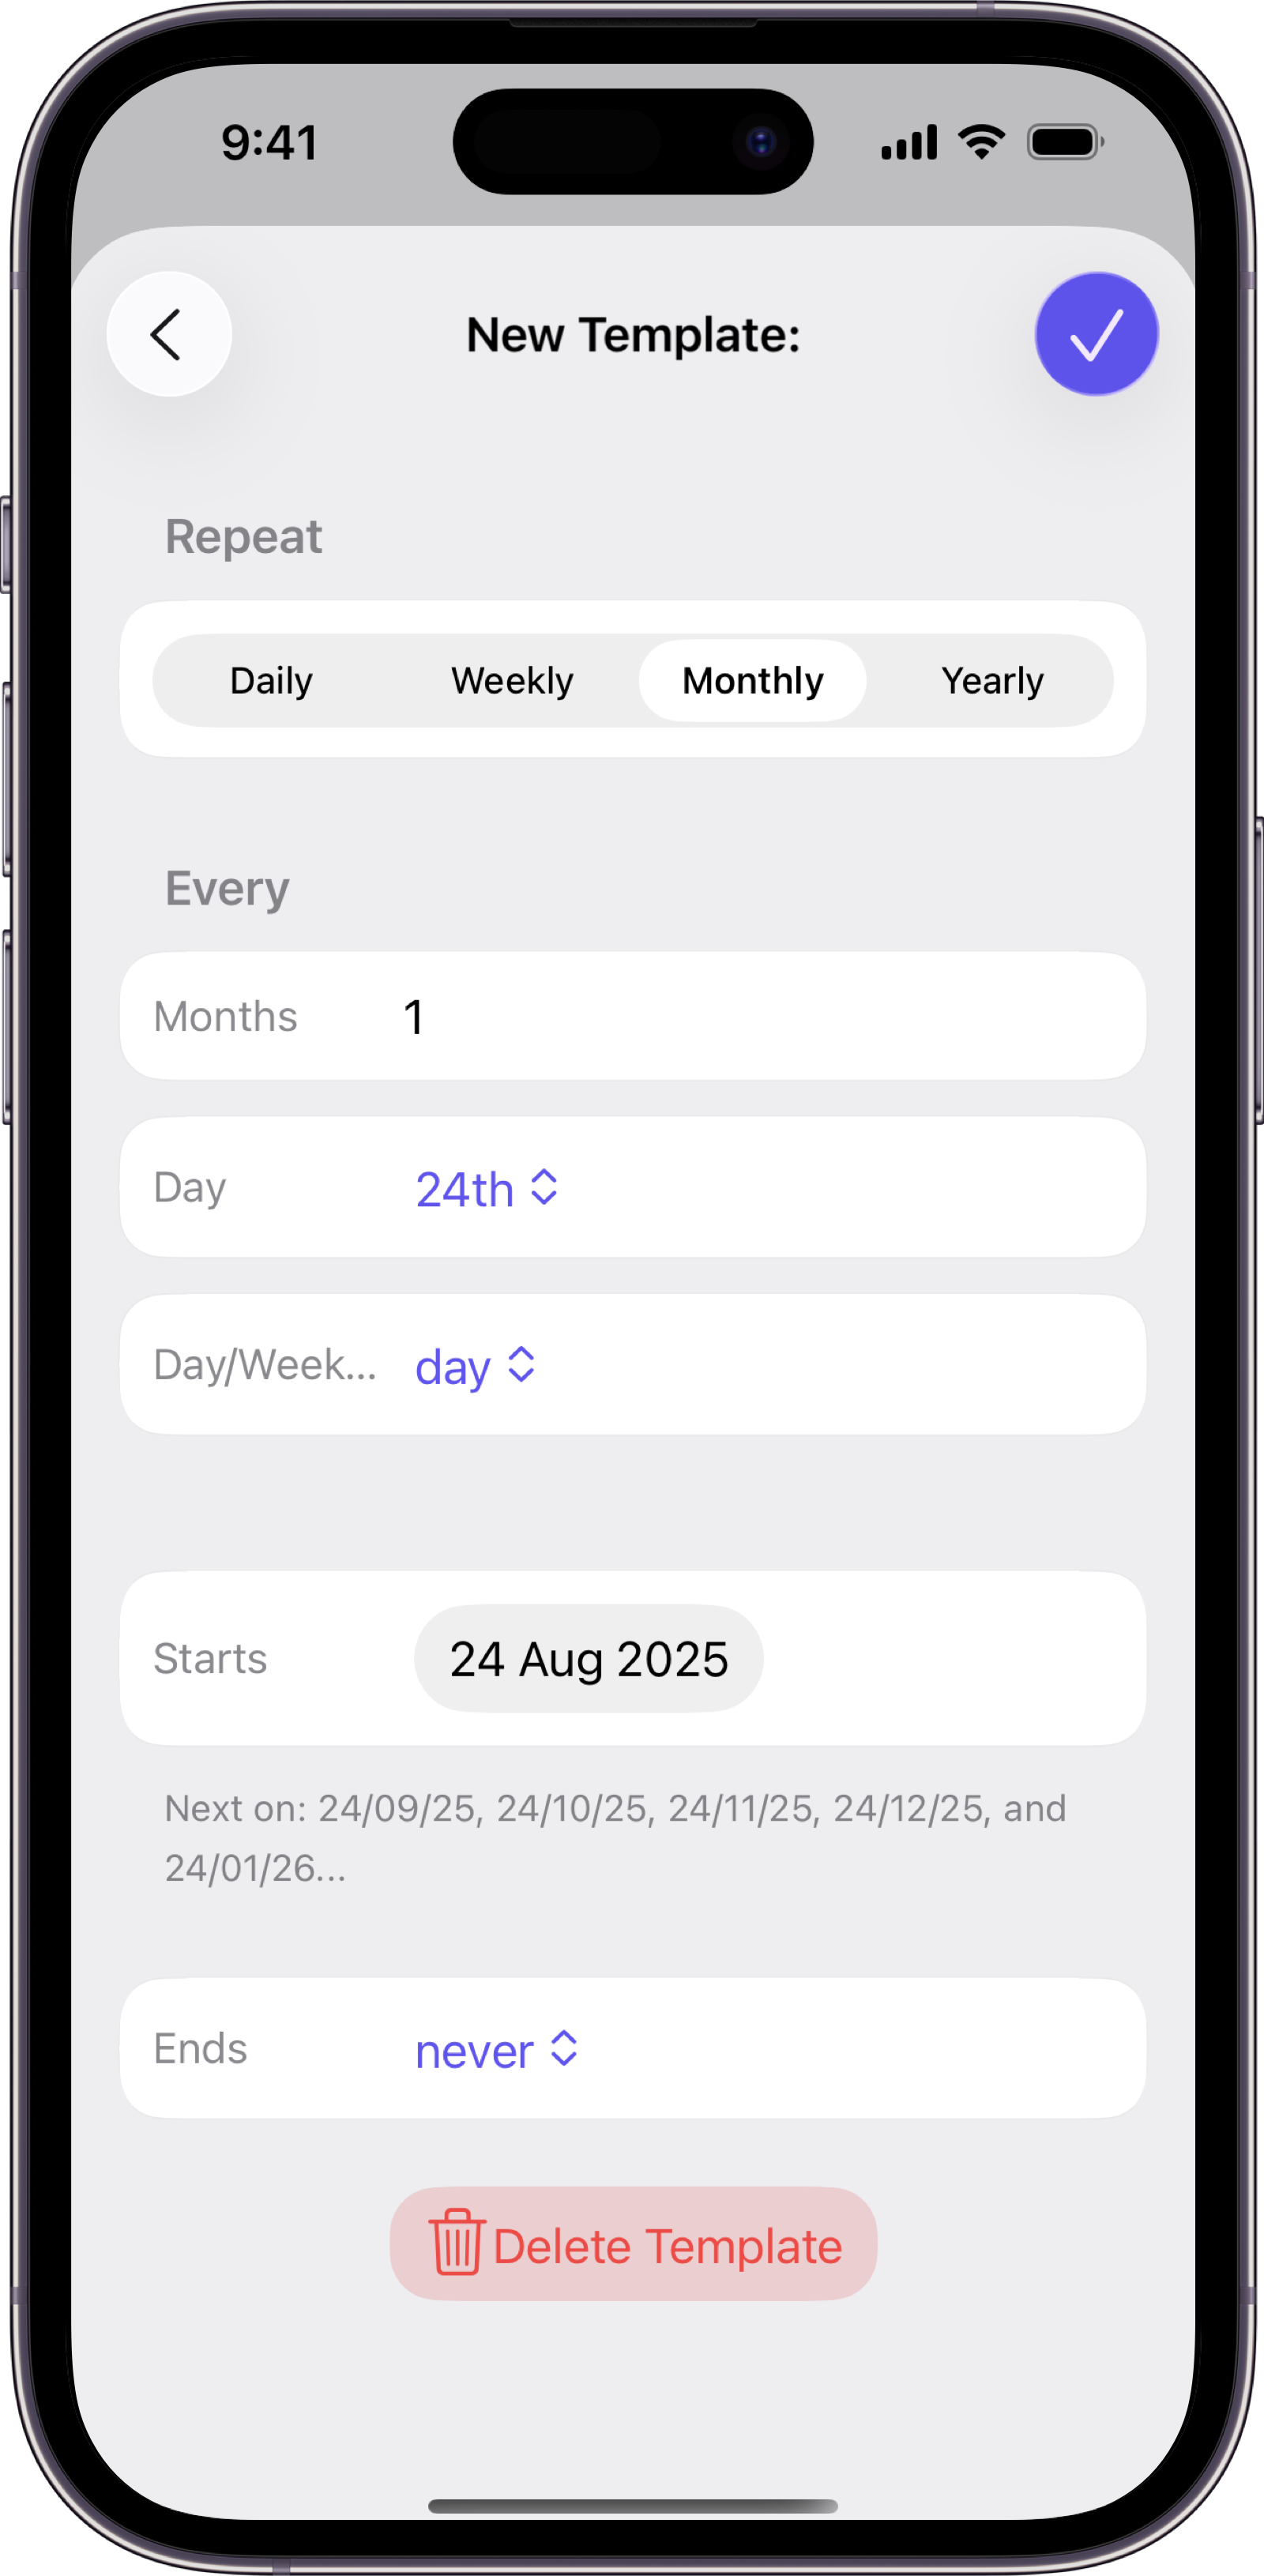 9:41
New Template:
Repeat
Daily Weekly Monthly Yearly
Every
Months 1
Day 24th
Day/Week... day
Starts 24 Aug 2025
Next on: 24/09/25, 24/10/25, 24/11/25, 24/12/25, and
24/01/26...
Ends never
Delete Template